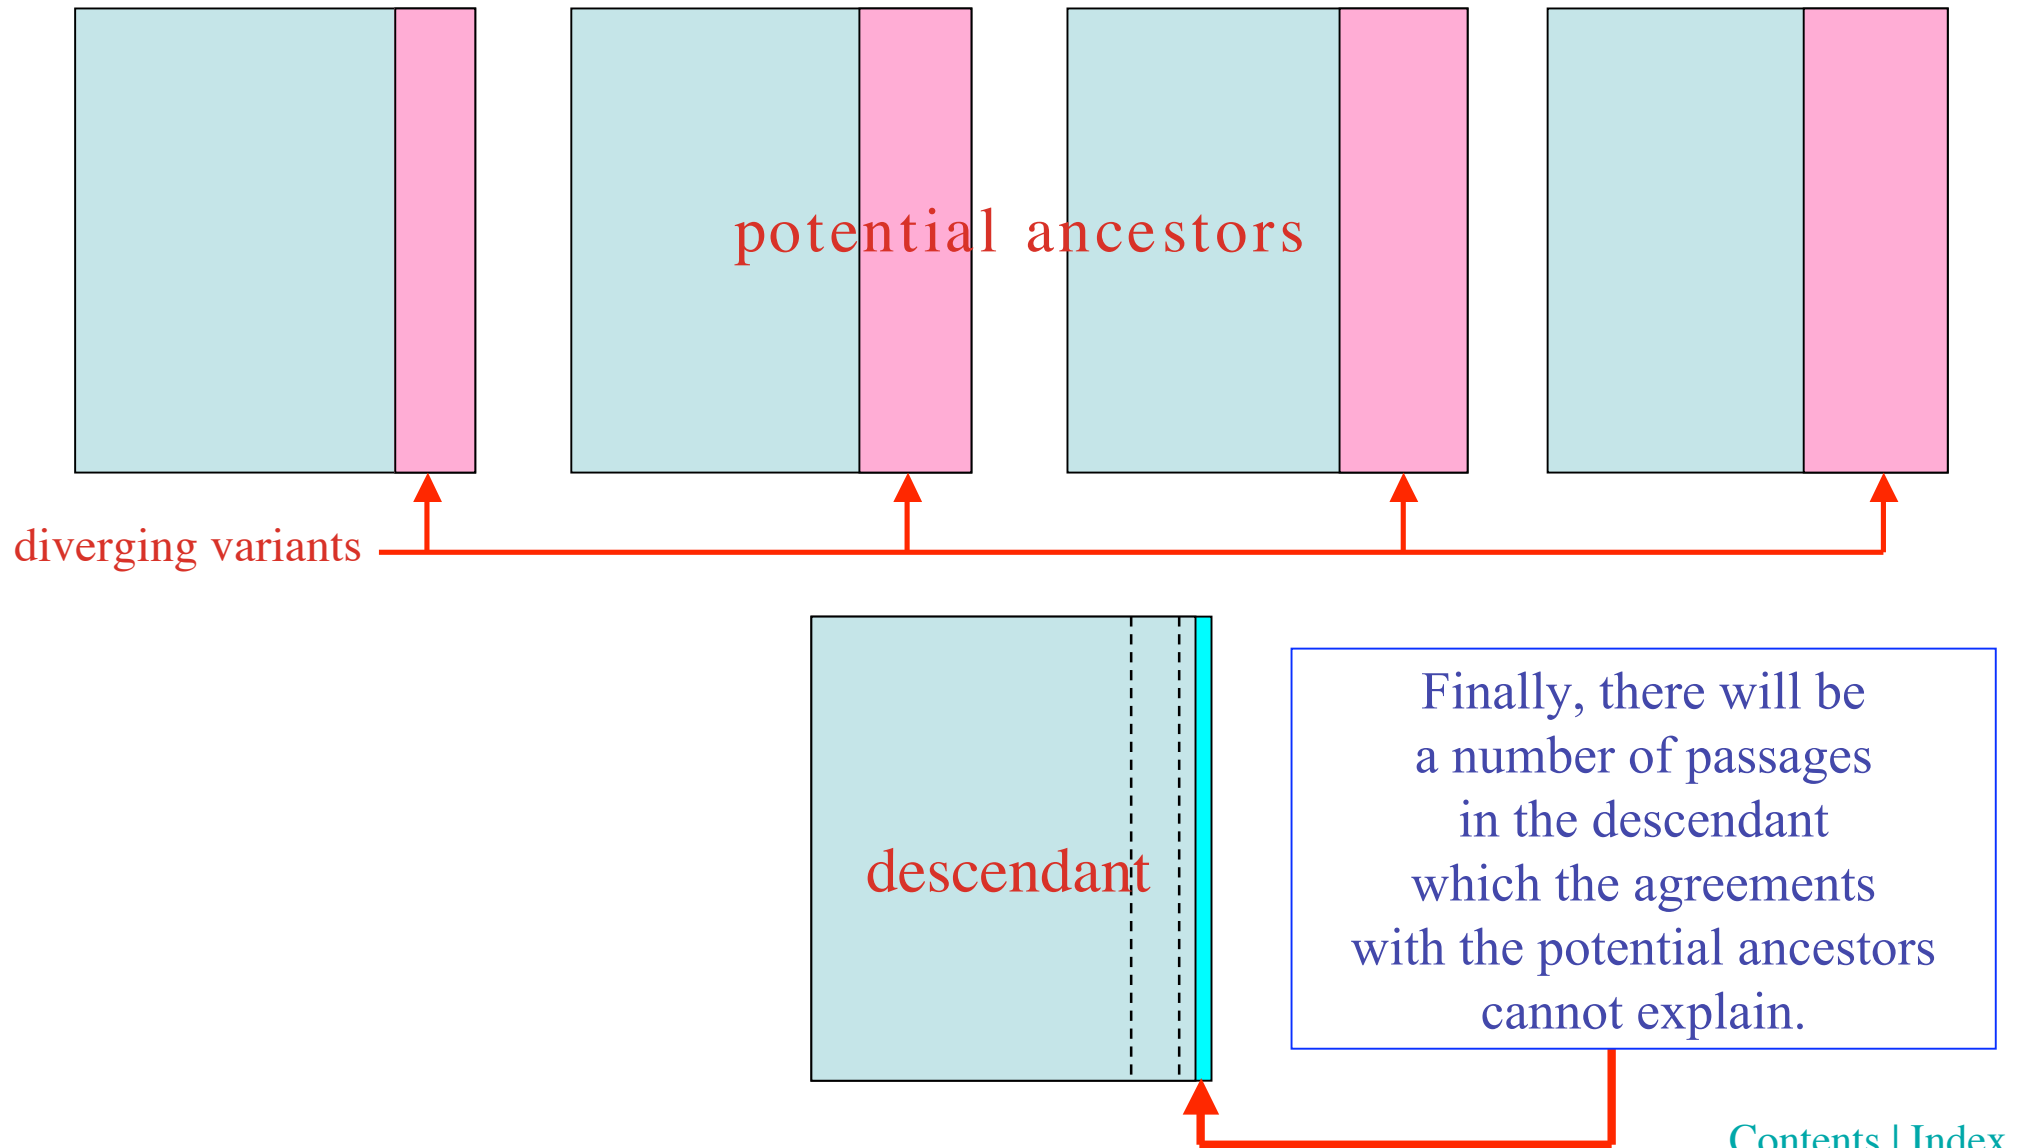 potential ancestors
diverging variants
descendant
Finally, there will be
a number of passages
in the descendant
which the agreements
with the potential ancestors
cannot explain.
Contents | Index